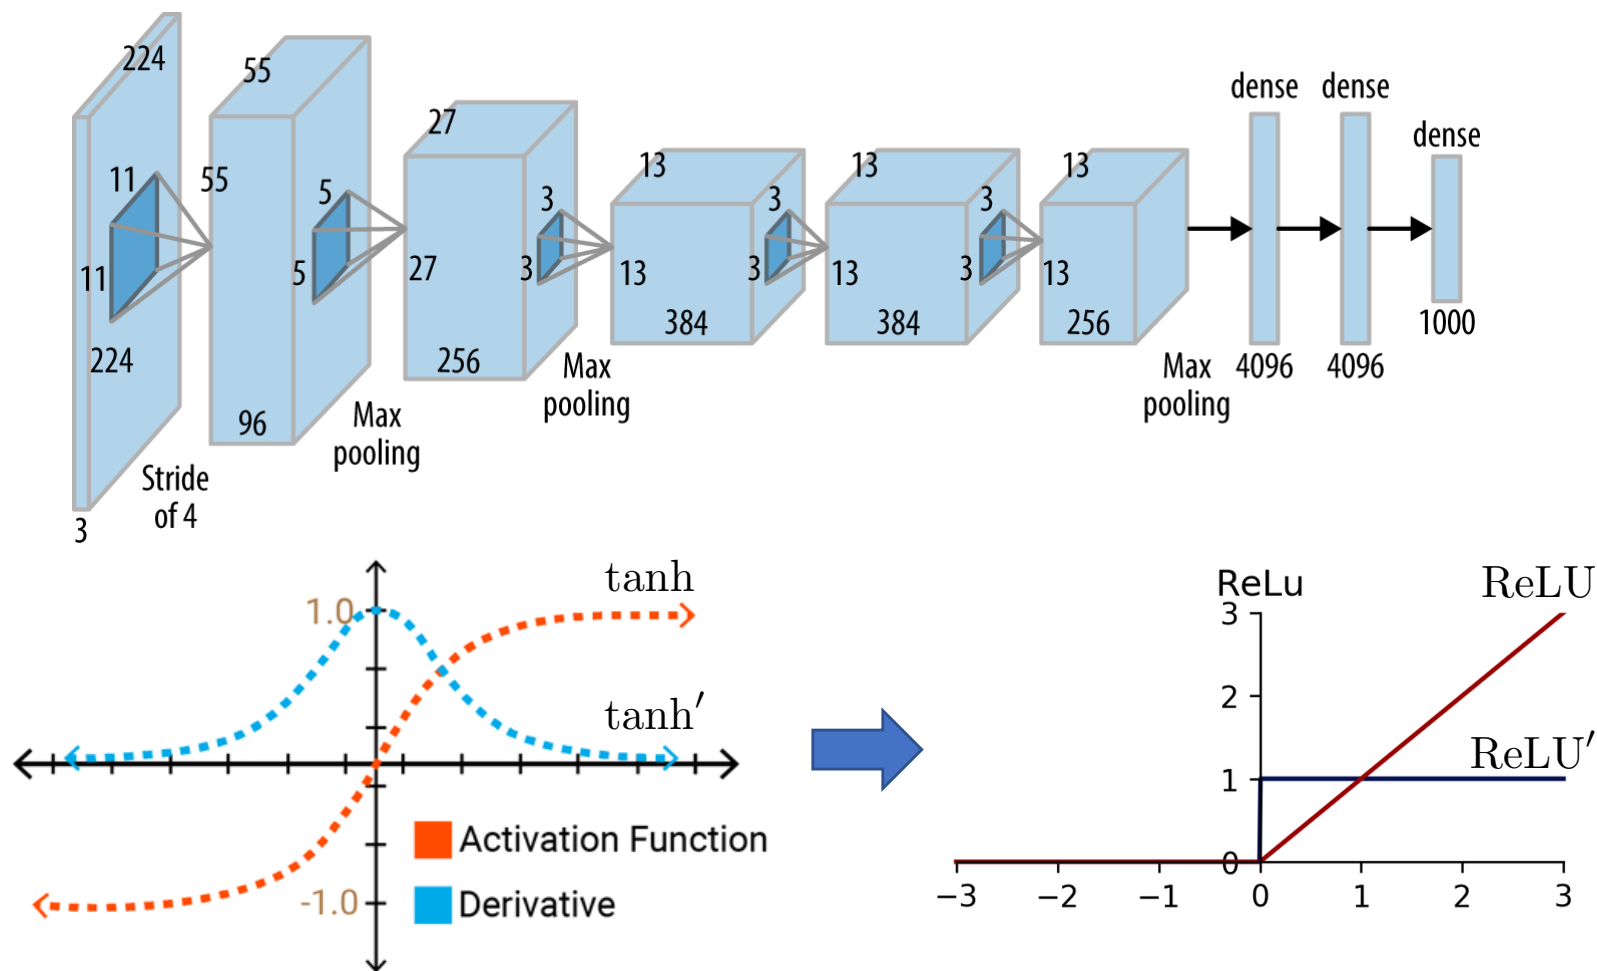 224
11
11
224
3
Stride
of 4
55
55
5
5
96
Max
pooling
27
27
3
3
256
Max
pooling
13
13
3
3
384
13
13
3
3
384
13
13
256
Max
pooling
dense
4096
dense
4096
dense
1000
1.0
-1.0
tanh
tanh′
Activation Function
Derivative
ReLu
ReLU
ReLU′
3
2
1
0
−3
−2
−1
0
1
2
3